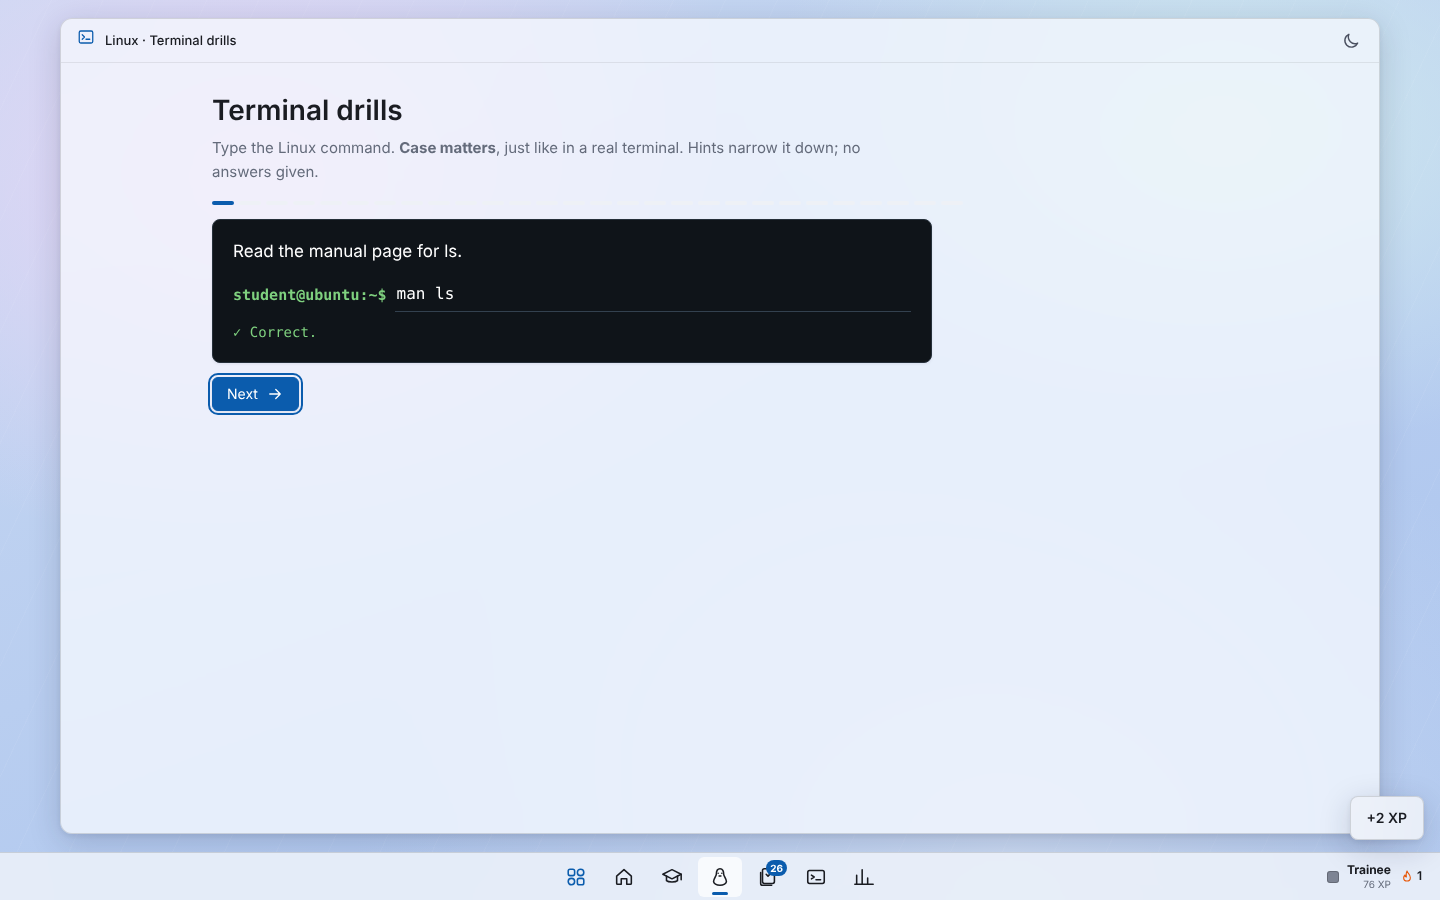 Linux · Terminal drills
Terminal drills
Type the Linux command. Case matters, just like in a real terminal. Hints narrow it down; no
answers given.
Read the manual page for ls.
student@ubuntu:~$ man ls
✓ Correct.
Next →
+2 XP
26
Trainee
76 XP
1